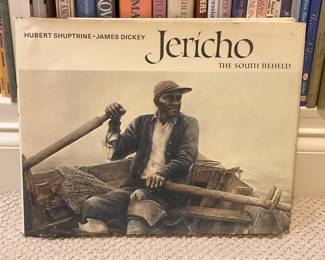 HUBERT SHUPTRINE • JAMES DICKEY
Jericho
THE SOUTH BEHELD